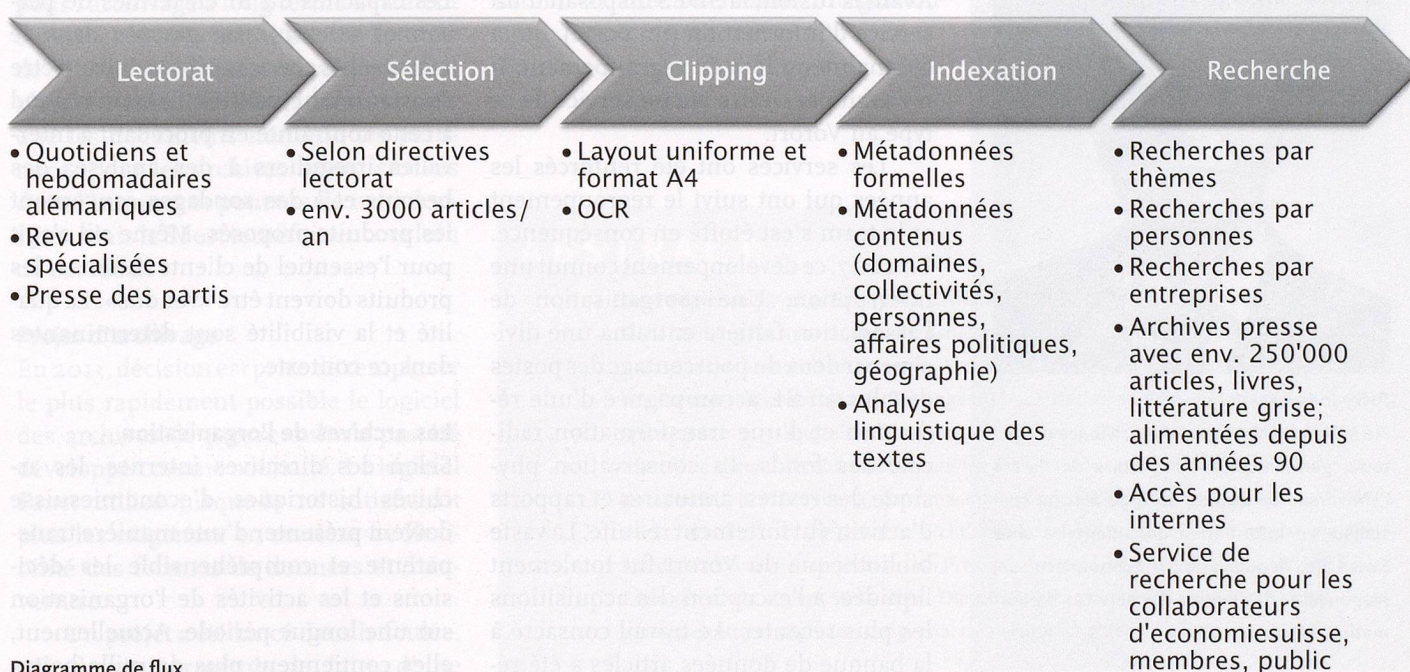 Lectorat
• Quotidiens et
hebdomadaires
alémaniques
• Revues
spécialisées
• Presse des partis
Sélection
• Selon directives
lectorat
• env. 3000 articles/
an
Clipping
• Layout uniforme et
format A4
• OCR
Indexation
• Métadonnées
formelles
• Métadonnées
contenus
(domaines,
collectivités,
personnes,
affaires politiques,
géographie)
• Analyse
linguistique des
textes
Recherche
• Recherches par
thèmes
• Recherches par
personnes
• Recherches par
entreprises
• Archives presse
avec env. 250'000
articles, livres,
littérature grise,
alimentées depuis
des années 90
• Accès pour les
internes
• Service de
recherche pour les
collaborateurs
d'economiesuisse,
membres, public
Diagramme de flux